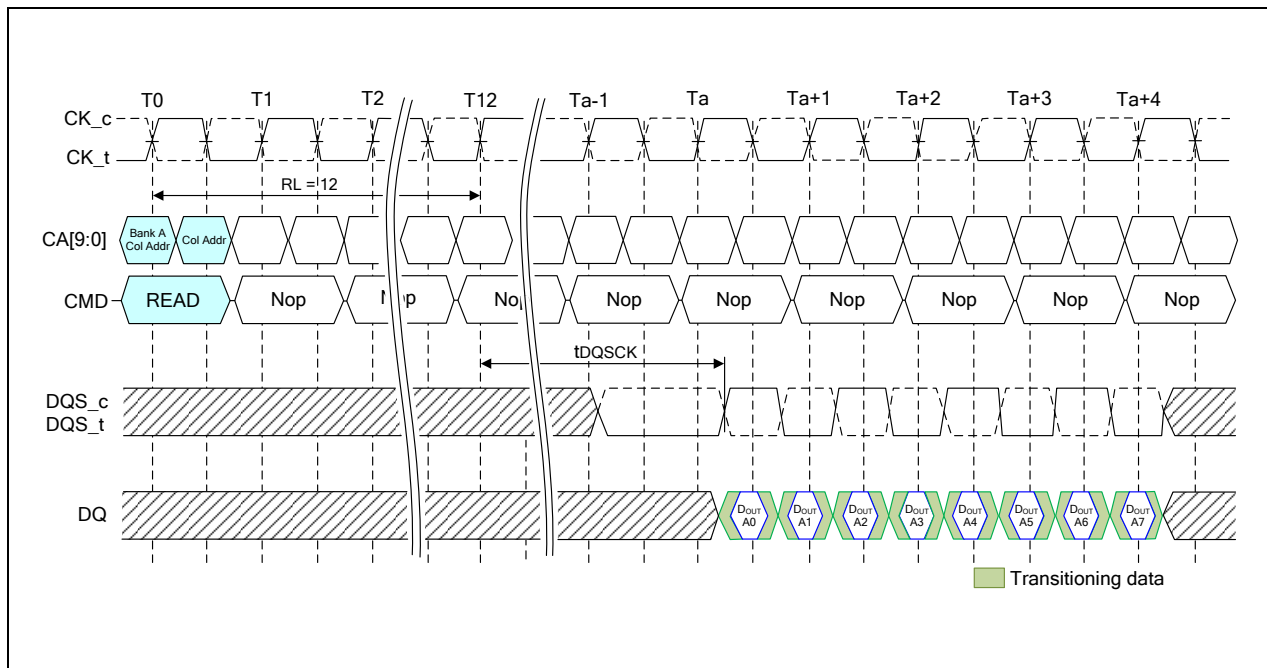 T0 T1 T2 T12 Ta-1 Ta Ta+1 Ta+2 Ta+3 Ta+4
CK_c
CK_t
RL = 12
CA[9:0] Bank A Col Addr Col Addr
CMD READ Nop Nop Nop Nop Nop Nop Nop Nop Nop
tDQSCK
DQS_c
DQS_t
DQ DOUT A0 DOUT A1 DOUT A2 DOUT A3 DOUT A4 DOUT A5 DOUT A6 DOUT A7
Transitioning data